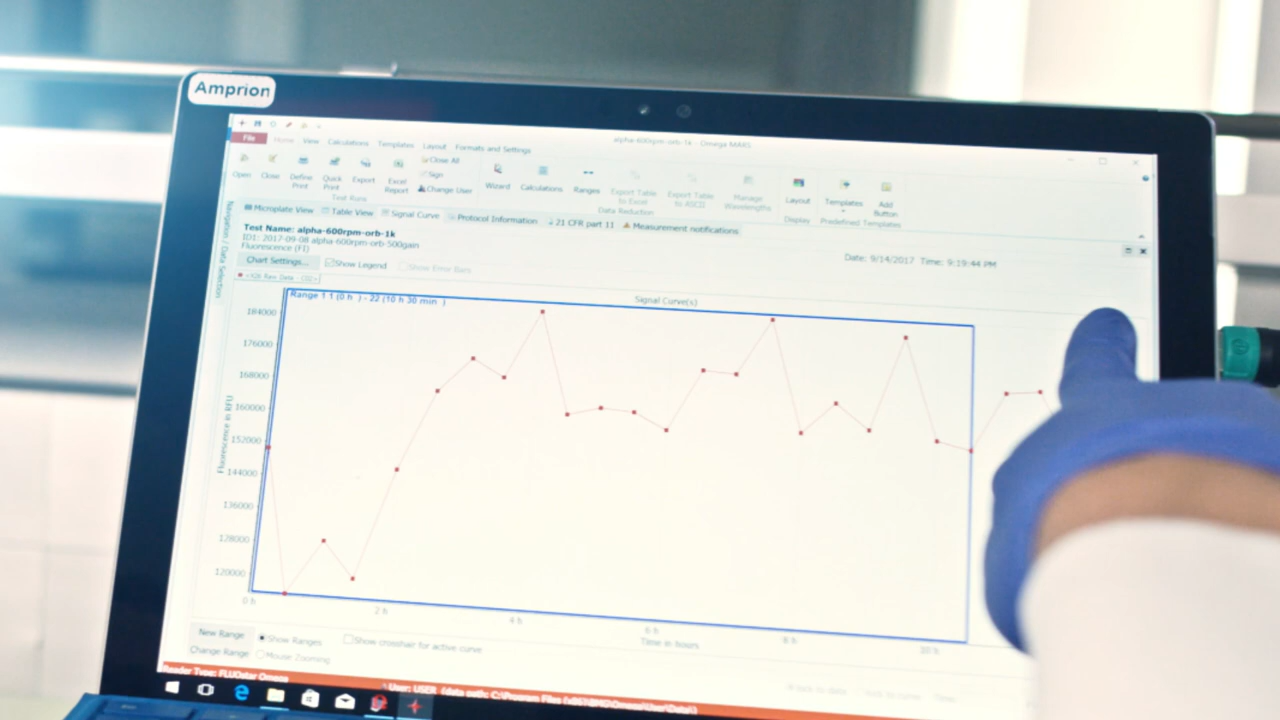 Amprion
alpha-600rpm-orb-1k - Omega MARS
File Home View Calculations Templates Layout Formats and Settings
Open Close Define Print Quick Print Export Excel Report
Close All
Sign
Change User
Wizard Calculations Ranges Export Table to Excel Export Table to ASCII Manage Wavelengths Layout Templates Add Button
Test Runs Data Reduction Display Predefined Templates
Microplate View Table View Signal Curve Protocol Information 21 CFR part 11 Measurement notifications
Navigation / Data Selection
Test Name: alpha-600rpm-orb-1k
ID1: 2017-09-08 alpha-600rpm-orb-500gain
Fluorescence (FI)
Date: 9/14/2017 Time: 9:19:44 PM
Chart Settings... Show Legend Show Error Bars
Signal Curve(s)
Range 1 1 (0 h ) - 22 (10 h 30 min )
184000
176000
168000
160000
152000
144000
136000
128000
120000
Fluorescence in RFU
0 h 2 h 4 h 6 h 8 h 10 h
Time in hours
New Range Show Ranges Show crosshair for active curve
Change Range Mouse Zooming
Reader Type: FLUOstar Omega
User: USER